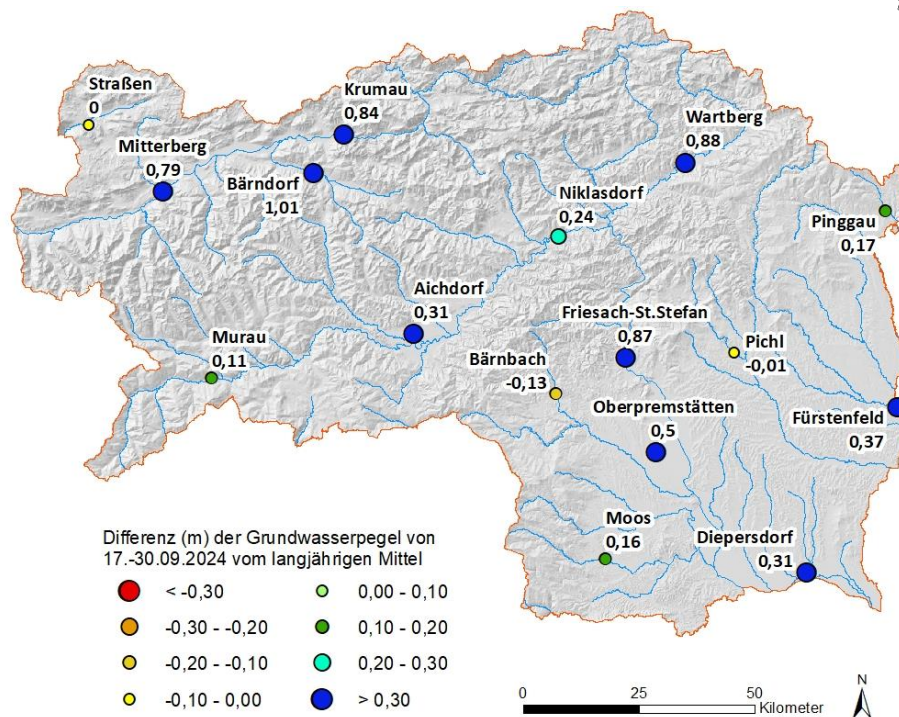 Straßen
0
Krumau
0,84
Wartberg
0,88
Mitterberg
0,79
Bärndorf
1,01
Niklasdorf
0,24
Pinggau
0,17
Aichdorf
0,31
Friesach-St.Stefan
0,87
Murau
0,11
Pichl
-0,01
Bärnbach
-0,13
Oberpremstätten
0,5
Fürstenfeld
0,37
Moos
0,16
Diepersdorf
0,31
Differenz (m) der Grundwasserpegel von
17.-30.09.2024 vom langjährigen Mittel
< -0,30
-0,30 - -0,20
-0,20 - -0,10
-0,10 - 0,00
0,00 - 0,10
0,10 - 0,20
0,20 - 0,30
> 0,30
0 25 50
Kilometer
N